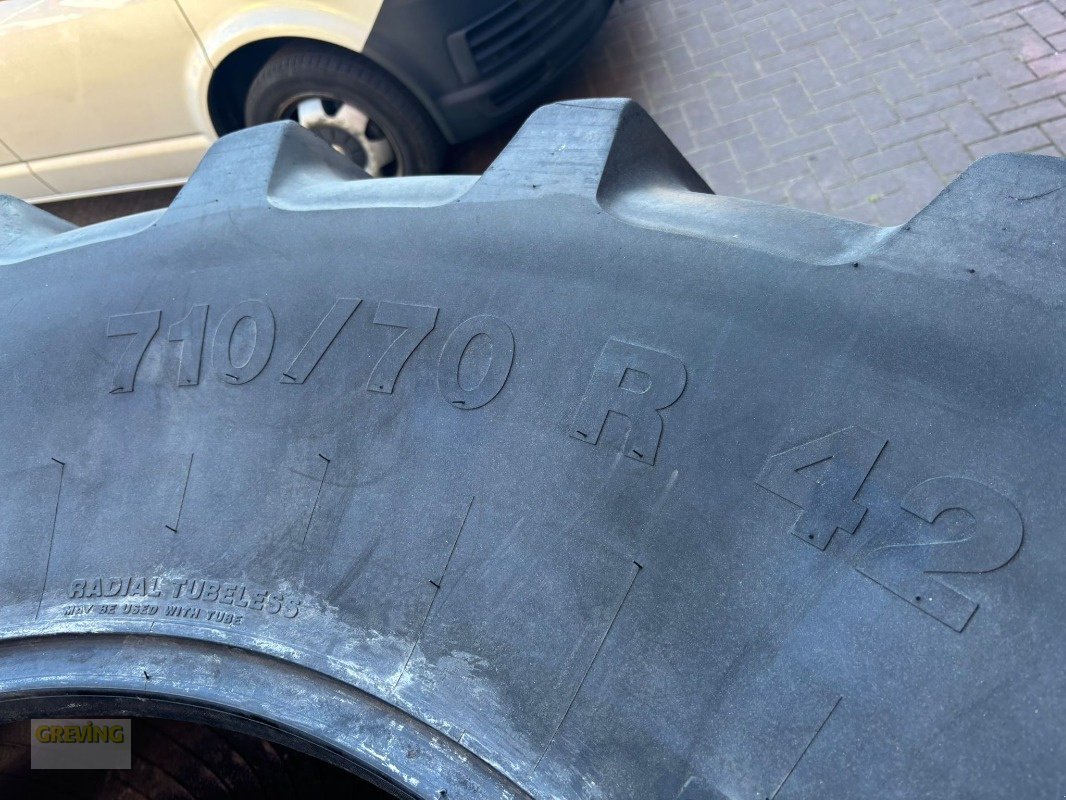 710/70 R 42
RADIAL TUBELESS
MAY BE USED WITH TUBE
GREVING